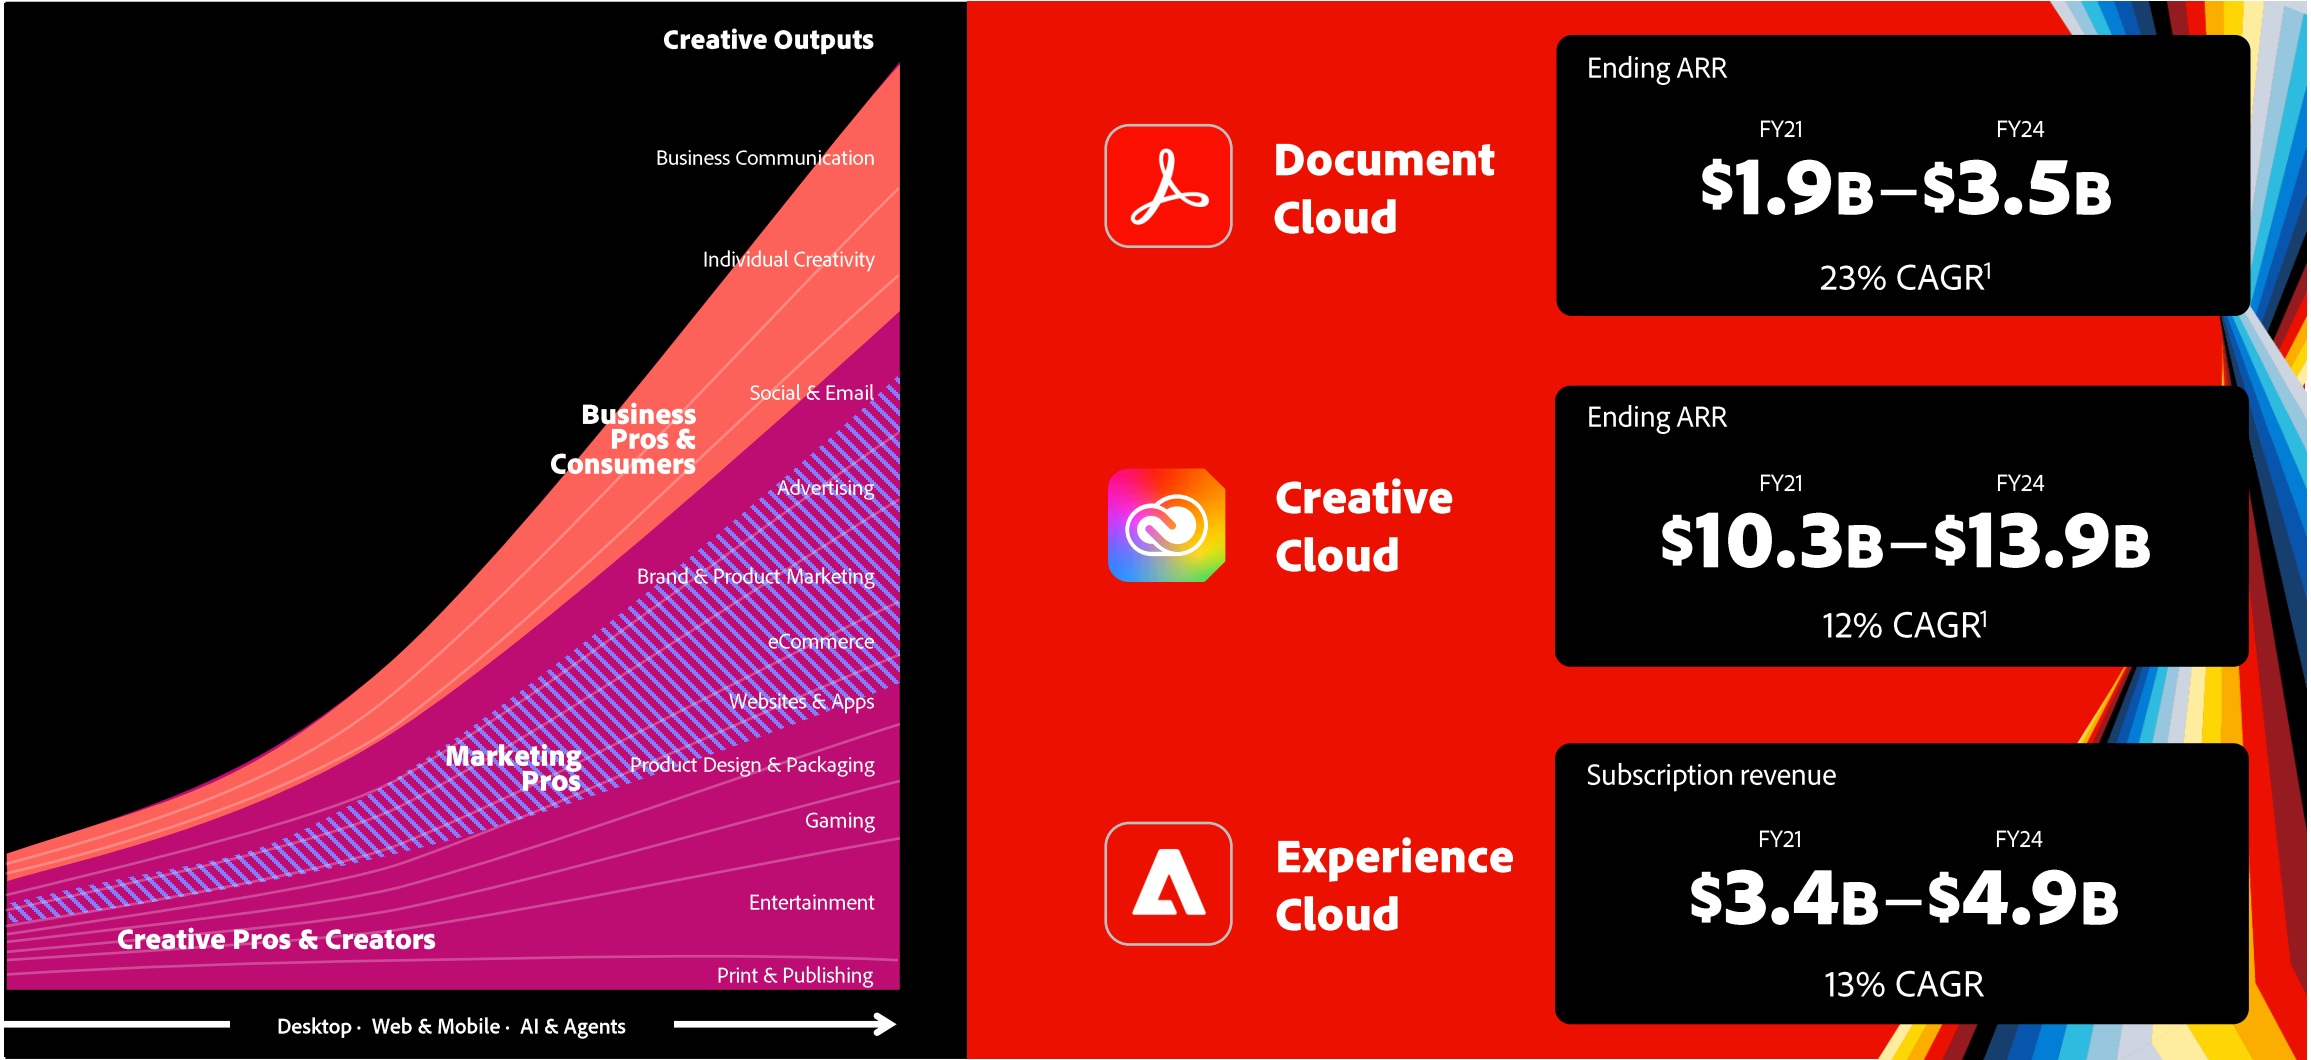 Creative Outputs
Business Communication
Individual Creativity
Social & Email
Business
Pros &
Consumers
Advertising
Brand & Product Marketing
eCommerce
Websites & Apps
Marketing
Pros
Product Design & Packaging
Gaming
Entertainment
Creative Pros & Creators
Print & Publishing
Desktop · Web & Mobile · AI & Agents
Document
Cloud
Ending ARR
FY21 FY24
$1.9B–$3.5B
23% CAGR¹
Creative
Cloud
Ending ARR
FY21 FY24
$10.3B–$13.9B
12% CAGR¹
Experience
Cloud
Subscription revenue
FY21 FY24
$3.4B–$4.9B
13% CAGR